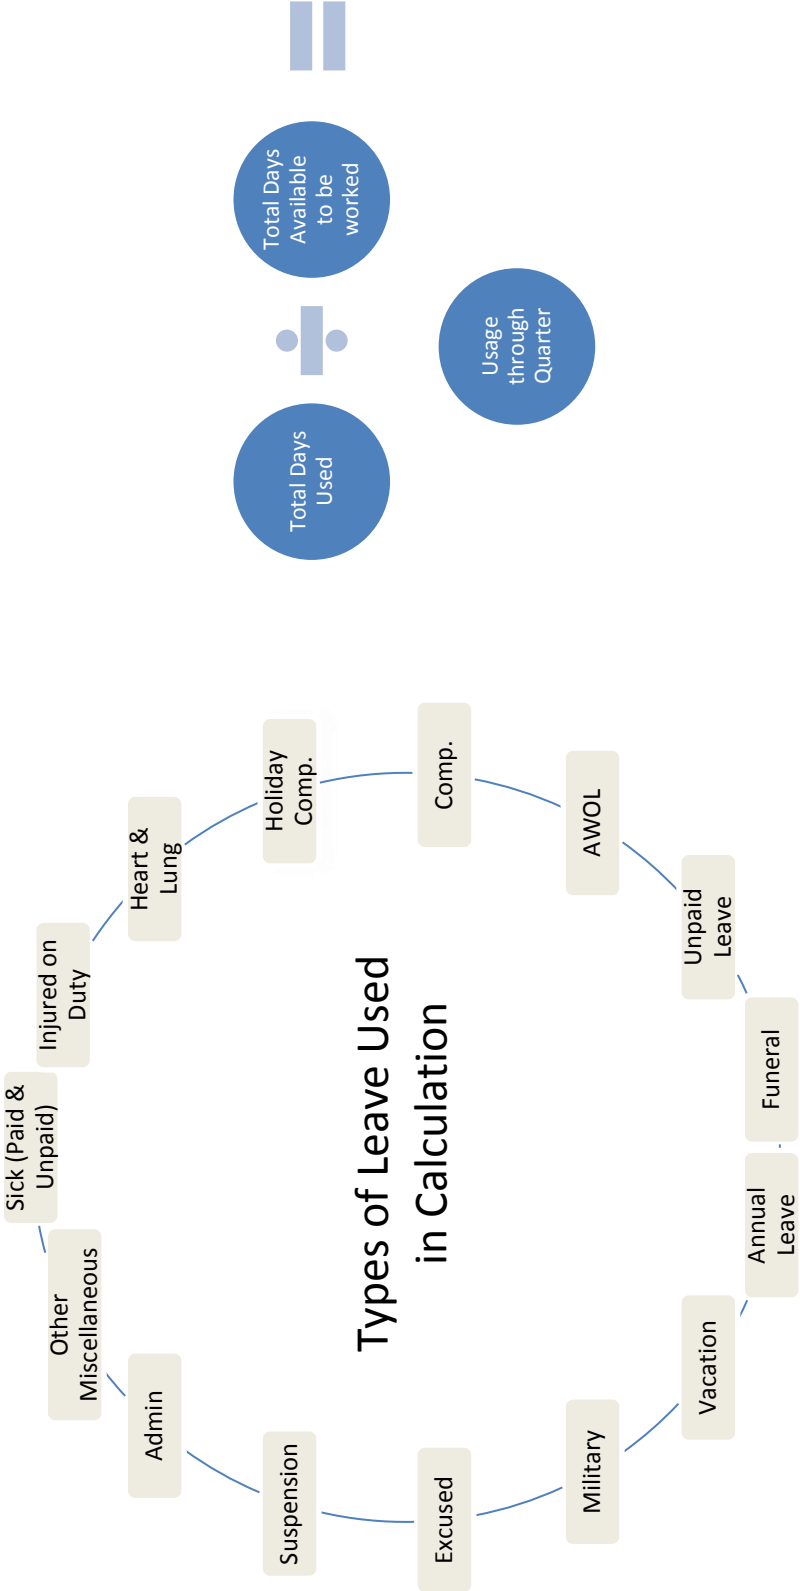 Types of Leave Used
in Calculation
Sick (Paid &
Unpaid)
Injured on
Duty
Heart &
Lung
Holiday
Comp.
Comp.
AWOL
Unpaid
Leave
Funeral
Annual
Leave
Vacation
Military
Excused
Suspension
Admin
Other
Miscellaneous
Total Days
Used
÷
Total Days
Available
to be
worked
=
Usage
through
Quarter